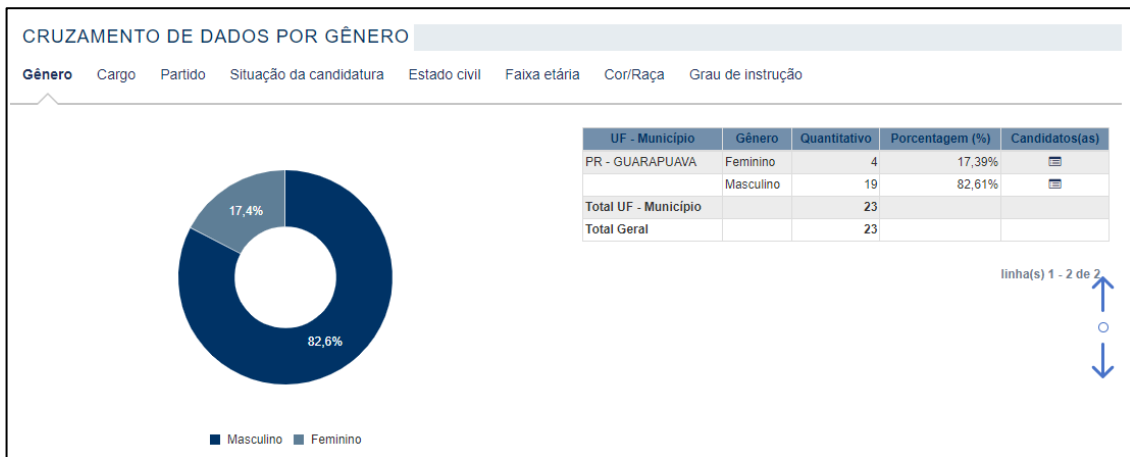 CRUZAMENTO DE DADOS POR GÊNERO
Gênero Cargo Partido Situação da candidatura Estado civil Faixa etária Cor/Raça Grau de instrução
UF - Município Gênero Quantitativo Porcentagem (%) Candidatos(as)
PR - GUARAPUAVA Feminino 4 17,39%
Masculino 19 82,61%
Total UF - Município 23
Total Geral 23
linha(s) 1 - 2 de 2
17,4%
82,6%
Masculino Feminino